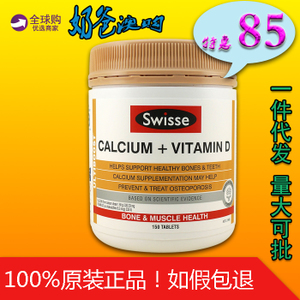 全球购
优选商家
奶爸澳购
特惠 85
一件代发 量大可批
Swisse
CALCIUM + VITAMIN D
HELPS SUPPORT HEALTHY BONES & TEETH
CALCIUM SUPPLEMENTATION MAY HELP
PREVENT & TREAT OSTEOPOROSIS
BASED ON SCIENTIFIC EVIDENCE
BONE & MUSCLE HEALTH
150 TABLETS
100%原装正品！如假包退